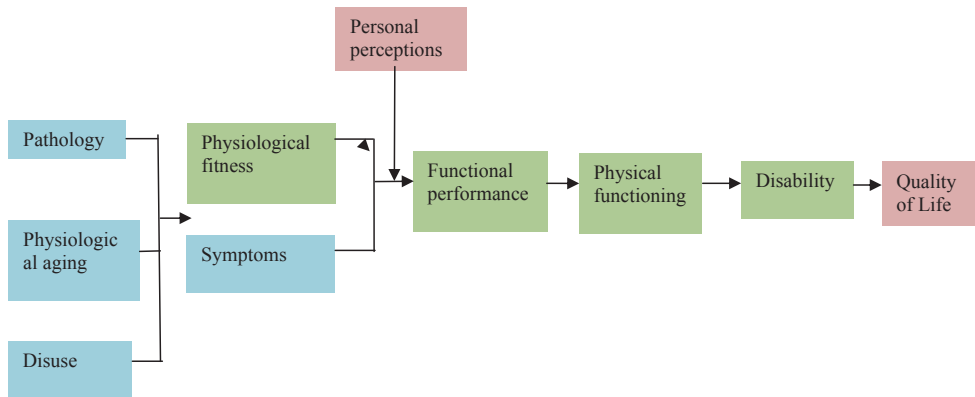 Personal
perceptions
Pathology
Physiological
fitness
Functional
performance
Physical
functioning
Disability
Quality
of Life
Physiologic
al aging
Symptoms
Disuse